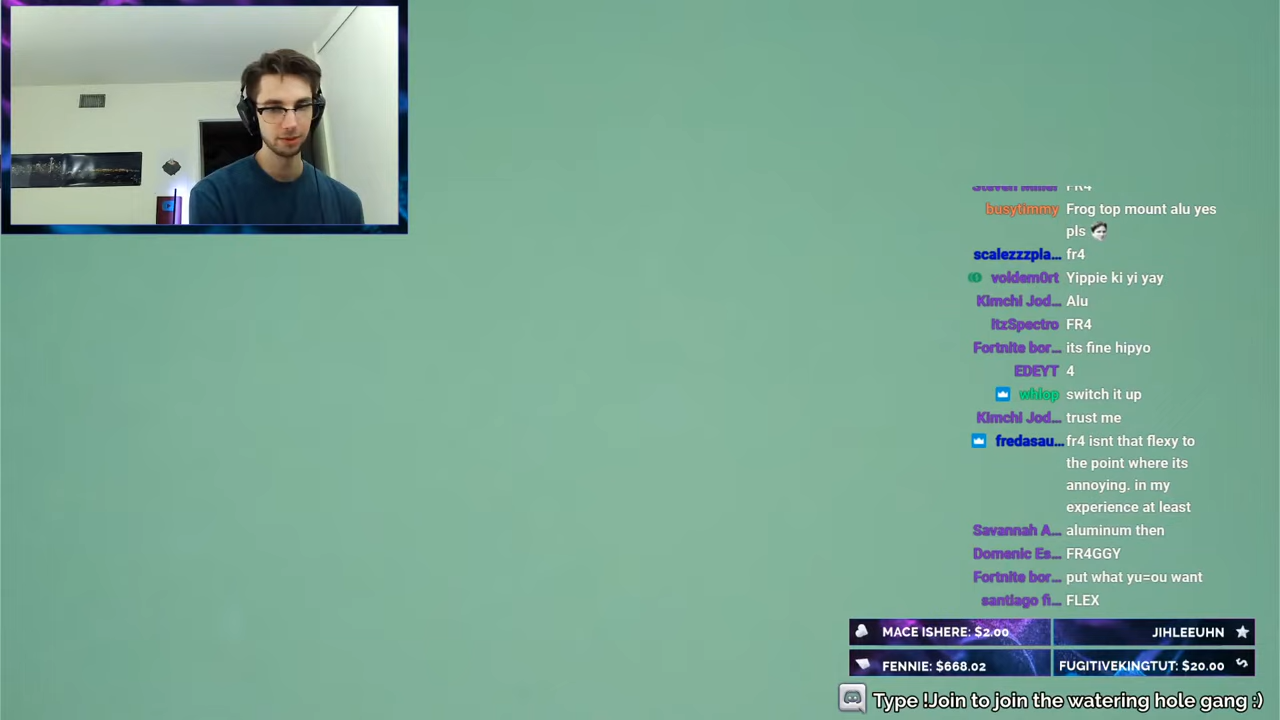 FR4
busytimmy Frog top mount alu yes
pls
scalezzzpla... fr4
voldem0rt Yippie ki yi yay
Kimchi Jod... Alu
ItzSpectro FR4
Fortnite bor... its fine hipyo
EDEYT 4
whlop switch it up
Kimchi Jod... trust me
fredasau... fr4 isnt that flexy to
the point where its
annoying. in my
experience at least
Savannah A... aluminum then
Domenic Es... FR4GGY
Fortnite bor... put what yu=ou want
santiago fi... FLEX
MACE ISHERE: $2.00 JIHLEEUHN
FENNIE: $668.02 FUGITIVEKINGTUT: $20.00
Type !Join to join the watering hole gang :)